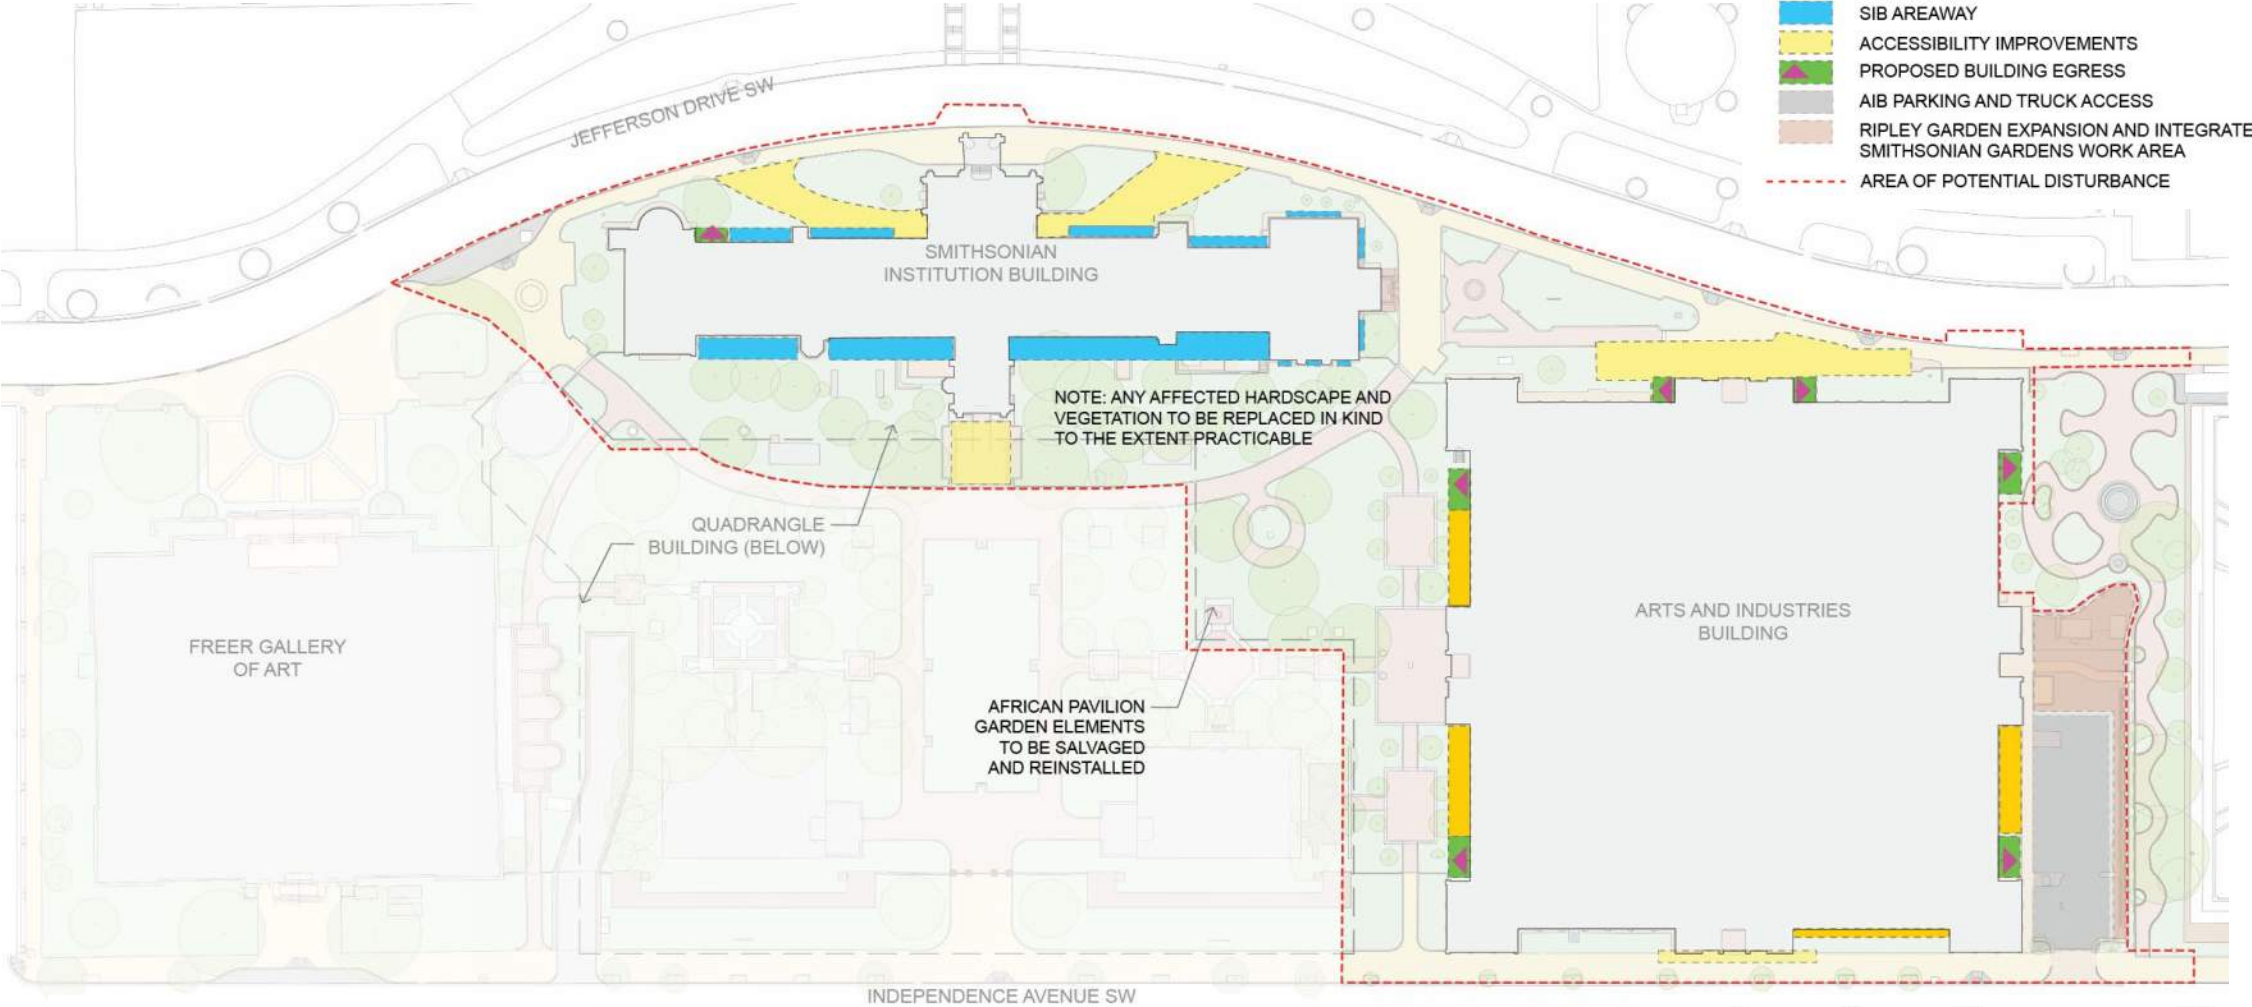 SIB AREAWAY
ACCESSIBILITY IMPROVEMENTS
PROPOSED BUILDING EGRESS
AIB PARKING AND TRUCK ACCESS
RIPLEY GARDEN EXPANSION AND INTEGRATE
SMITHSONIAN GARDENS WORK AREA
AREA OF POTENTIAL DISTURBANCE
JEFFERSON DRIVE SW
SMITHSONIAN
INSTITUTION BUILDING
NOTE: ANY AFFECTED HARDSCAPE AND
VEGETATION TO BE REPLACED IN KIND
TO THE EXTENT PRACTICABLE
QUADRANGLE
BUILDING (BELOW)
FREER GALLERY
OF ART
ARTS AND INDUSTRIES
BUILDING
AFRICAN PAVILION
GARDEN ELEMENTS
TO BE SALVAGED
AND REINSTALLED
INDEPENDENCE AVENUE SW